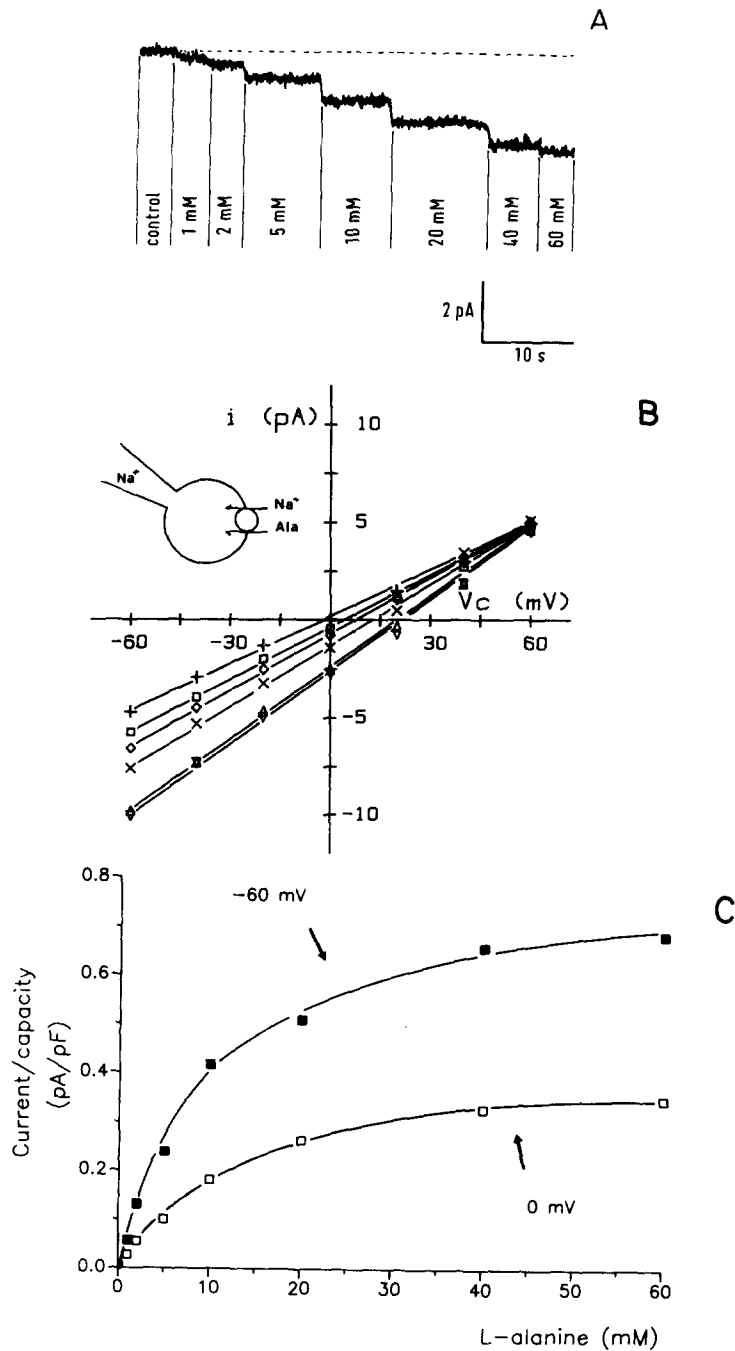 A
control
1 mM
2 mM
5 mM
10 mM
20 mM
40 mM
60 mM
2 pA
10 s
i (pA)
B
10
5
-5
-10
Na+
Na+
Ala
Vc (mV)
-60
-30
30
60
C
0.8
0.6
0.4
0.2
0.0
Current/capacity
(pA/pF)
-60 mV
0 mV
0
10
20
30
40
50
60
L-alanine (mM)